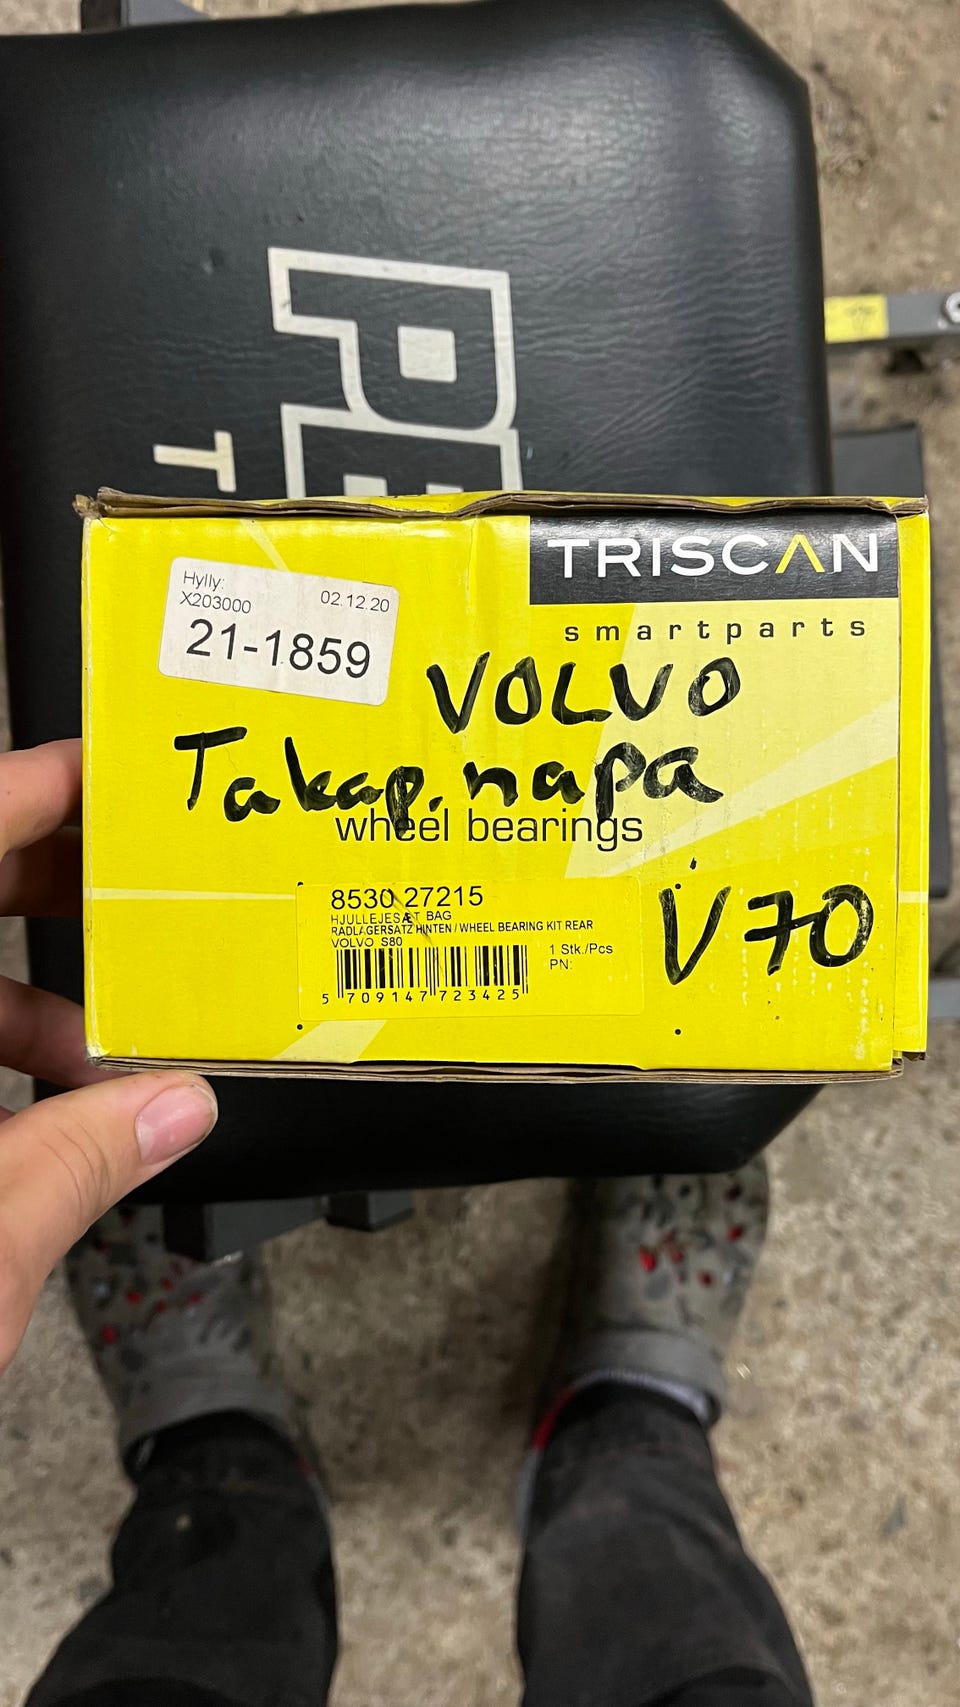 PE
T
TRISCAN
smartparts
Hylly:
X203000 02.12.20
21-1859
VOLVO
Takap. napa
wheel bearings
V70
8530 27215
HJULLEJESÆT BAG
RADLAGERSATZ HINTEN / WHEEL BEARING KIT REAR
VOLVO S80
1 Stk./Pcs
PN:
5 709147 723425